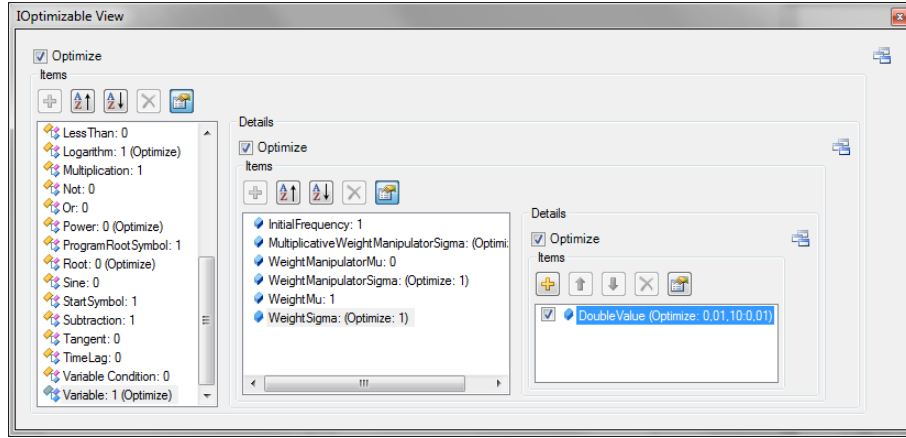 IOptimizable View
Optimize
Items
LessThan: 0
Logarithm: 1 (Optimize)
Multiplication: 1
Not: 0
Or: 0
Power: 0 (Optimize)
ProgramRootSymbol: 1
Root: 0 (Optimize)
Sine: 0
StartSymbol: 1
Subtraction: 1
Tangent: 0
TimeLag: 0
Variable Condition: 0
Variable: 1 (Optimize)
Details
Optimize
Items
InitialFrequency: 1
MultiplicativeWeightManipulatorSigma: (Optimi:
WeightManipulatorMu: 0
WeightManipulatorSigma: (Optimize: 1)
WeightMu: 1
WeightSigma: (Optimize: 1)
Details
Optimize
Items
DoubleValue (Optimize: 0,01,10:0,01)